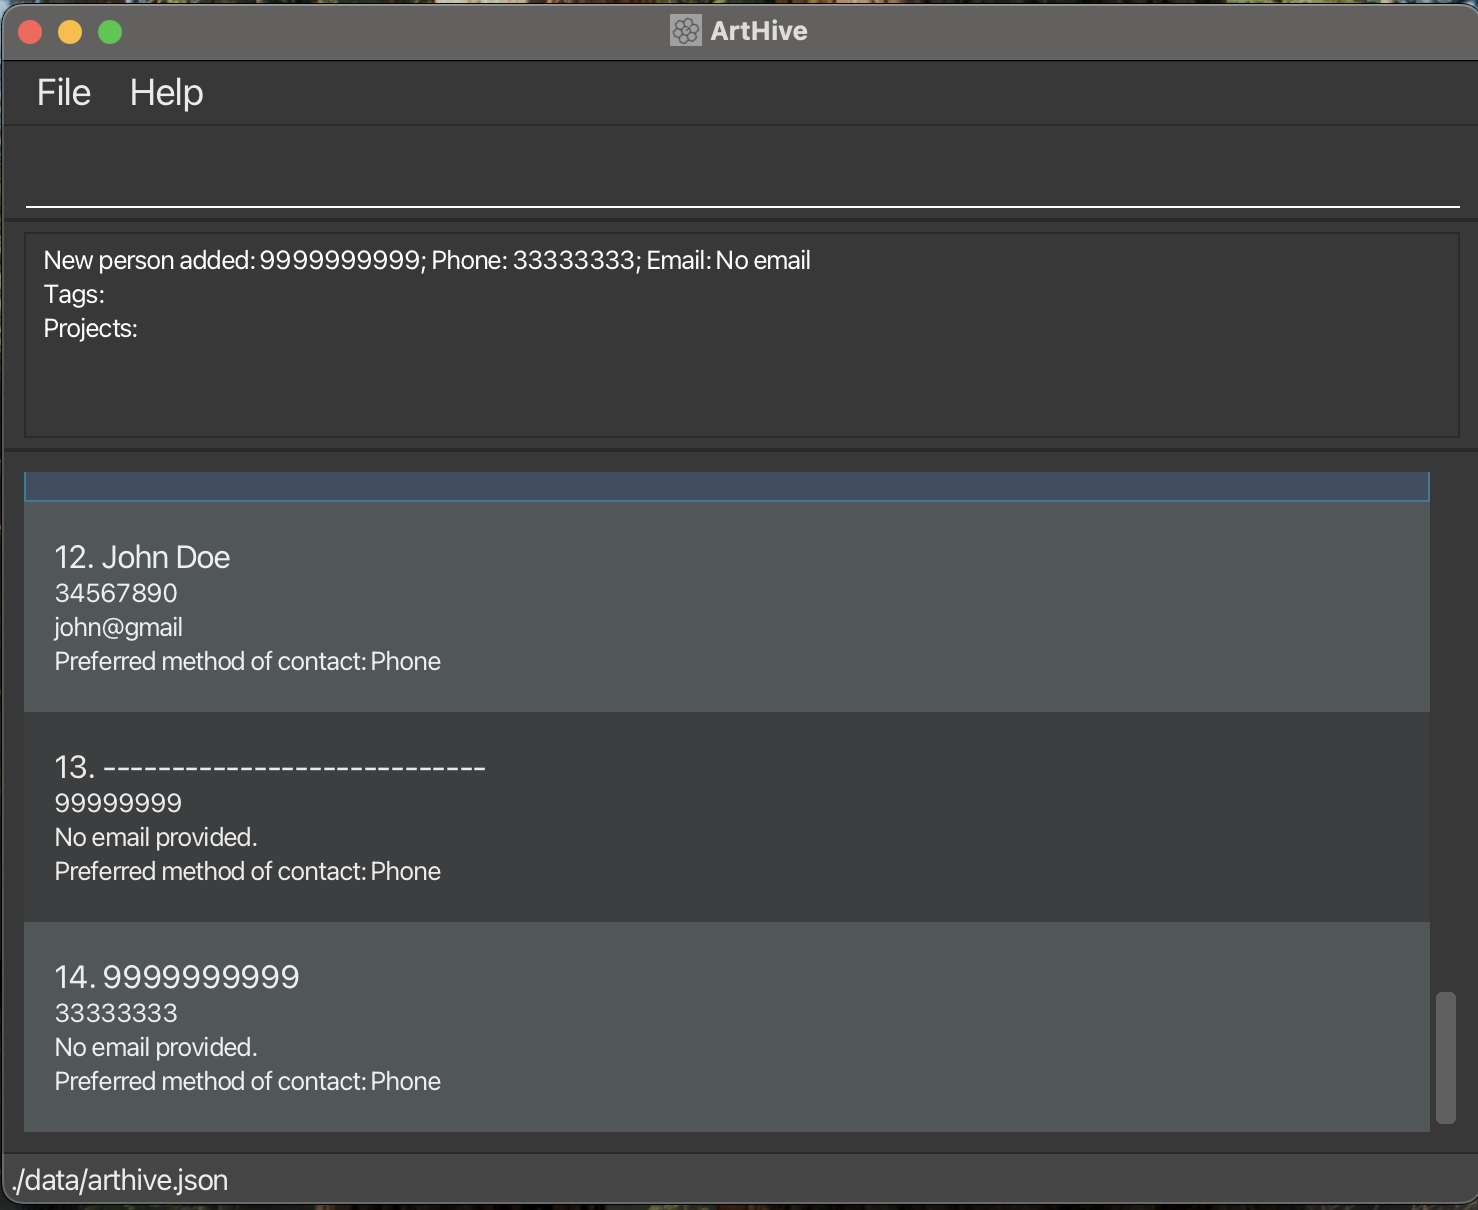 ArtHive
File Help
New person added: 9999999999; Phone: 33333333; Email: No email
Tags:
Projects:
12. John Doe
34567890
john@gmail
Preferred method of contact: Phone
13. ----------------------------
99999999
No email provided.
Preferred method of contact: Phone
14. 9999999999
33333333
No email provided.
Preferred method of contact: Phone
./data/arthive.json